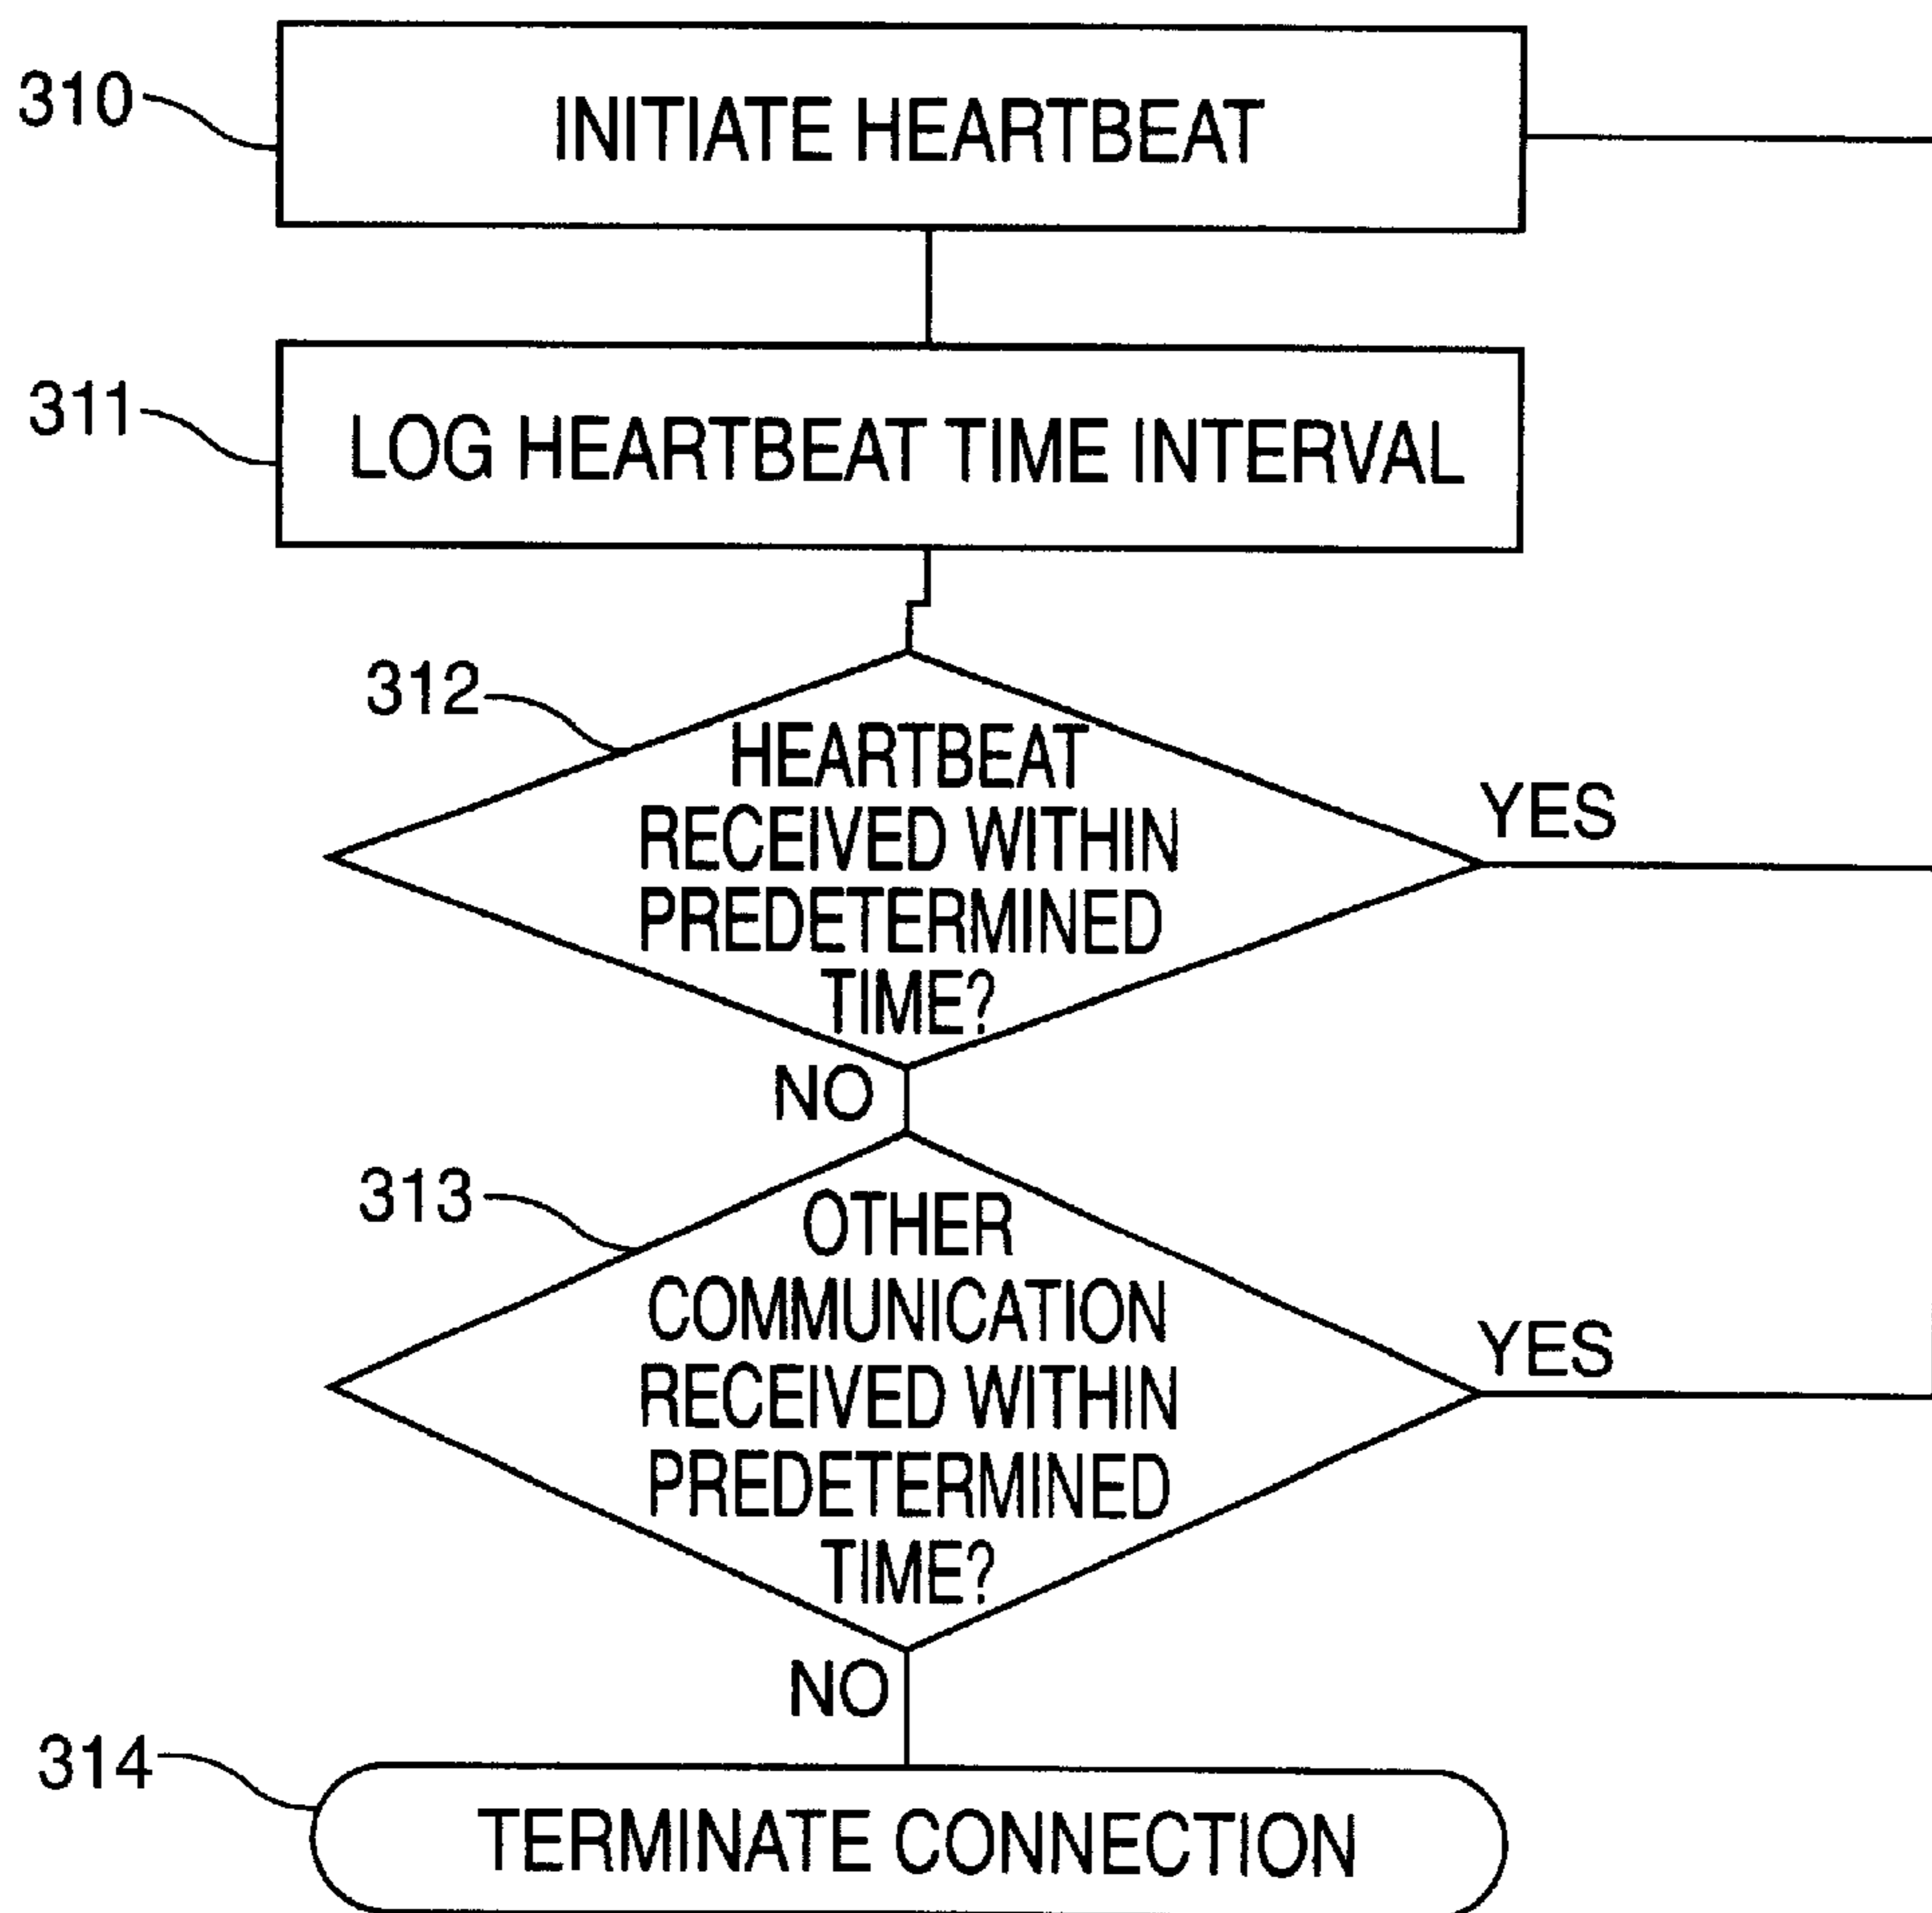 310
INITIATE HEARTBEAT
311
LOG HEARTBEAT TIME INTERVAL
312
HEARTBEAT
RECEIVED WITHIN
PREDETERMINED
TIME?
YES
NO
313
OTHER
COMMUNICATION
RECEIVED WITHIN
PREDETERMINED
TIME?
YES
NO
314
TERMINATE CONNECTION